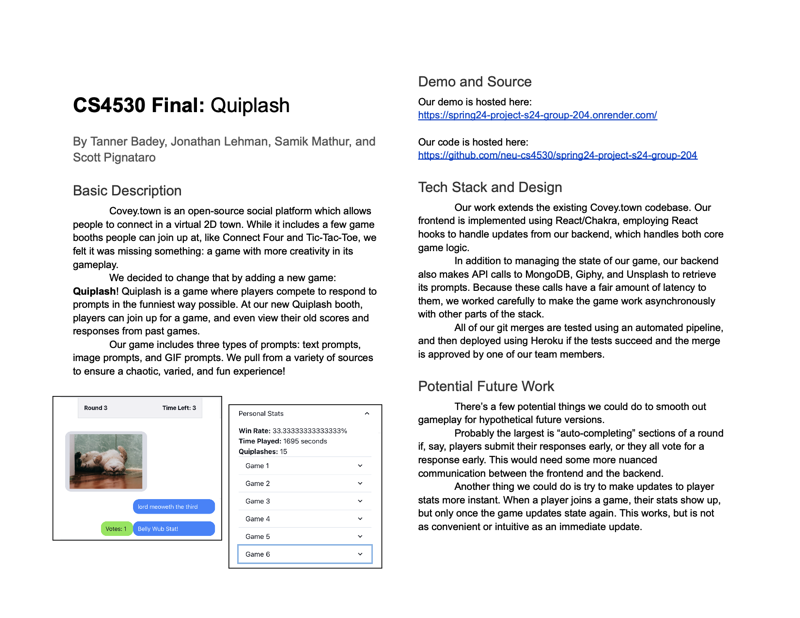 CS4530 Final: Quiplash
By Tanner Badey, Jonathan Lehman, Samik Mathur, and
Scott Pignataro
Basic Description
Covey.town is an open-source social platform which allows
people to connect in a virtual 2D town. While it includes a few game
booths people can join up at, like Connect Four and Tic-Tac-Toe, we
felt it was missing something: a game with more creativity in its
gameplay.
We decided to change that by adding a new game:
Quiplash! Quiplash is a game where players compete to respond to
prompts in the funniest way possible. At our new Quiplash booth,
players can join up for a game, and even view their old scores and
responses from past games.
Our game includes three types of prompts: text prompts,
image prompts, and GIF prompts. We pull from a variety of sources
to ensure a chaotic, varied, and fun experience!
Round 3
Time Left: 3
lord meoweth the third
Votes: 1
Belly Wub Stat!
Personal Stats
Win Rate: 33.33333333333333%
Time Played: 1695 seconds
Quiplashes: 15
Game 1
Game 2
Game 3
Game 4
Game 5
Game 6
Demo and Source
Our demo is hosted here:
https://spring24-project-s24-group-204.onrender.com/
Our code is hosted here:
https://github.com/neu-cs4530/spring24-project-s24-group-204
Tech Stack and Design
Our work extends the existing Covey.town codebase. Our
frontend is implemented using React/Chakra, employing React
hooks to handle updates from our backend, which handles both core
game logic.
In addition to managing the state of our game, our backend
also makes API calls to MongoDB, Giphy, and Unsplash to retrieve
its prompts. Because these calls have a fair amount of latency to
them, we worked carefully to make the game work asynchronously
with other parts of the stack.
All of our git merges are tested using an automated pipeline,
and then deployed using Heroku if the tests succeed and the merge
is approved by one of our team members.
Potential Future Work
There's a few potential things we could do to smooth out
gameplay for hypothetical future versions.
Probably the largest is “auto-completing” sections of a round
if, say, players submit their responses early, or they all vote for a
response early. This would need some more nuanced
communication between the frontend and the backend.
Another thing we could do is try to make updates to player
stats more instant. When a player joins a game, their stats show up,
but only once the game updates state again. This works, but is not
as convenient or intuitive as an immediate update.